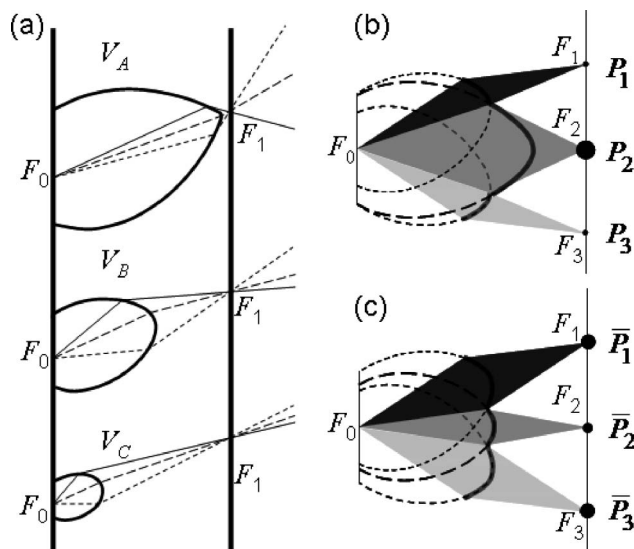 (a)
V_A
F_0
F_1
V_B
F_0
F_1
V_C
F_0
F_1
(b)
F_1 P_1
F_0
F_2
P_2
F_3 P_3
(c)
F_1 P̅_1
F_0
F_2
P̅_2
F_3 P̅_3